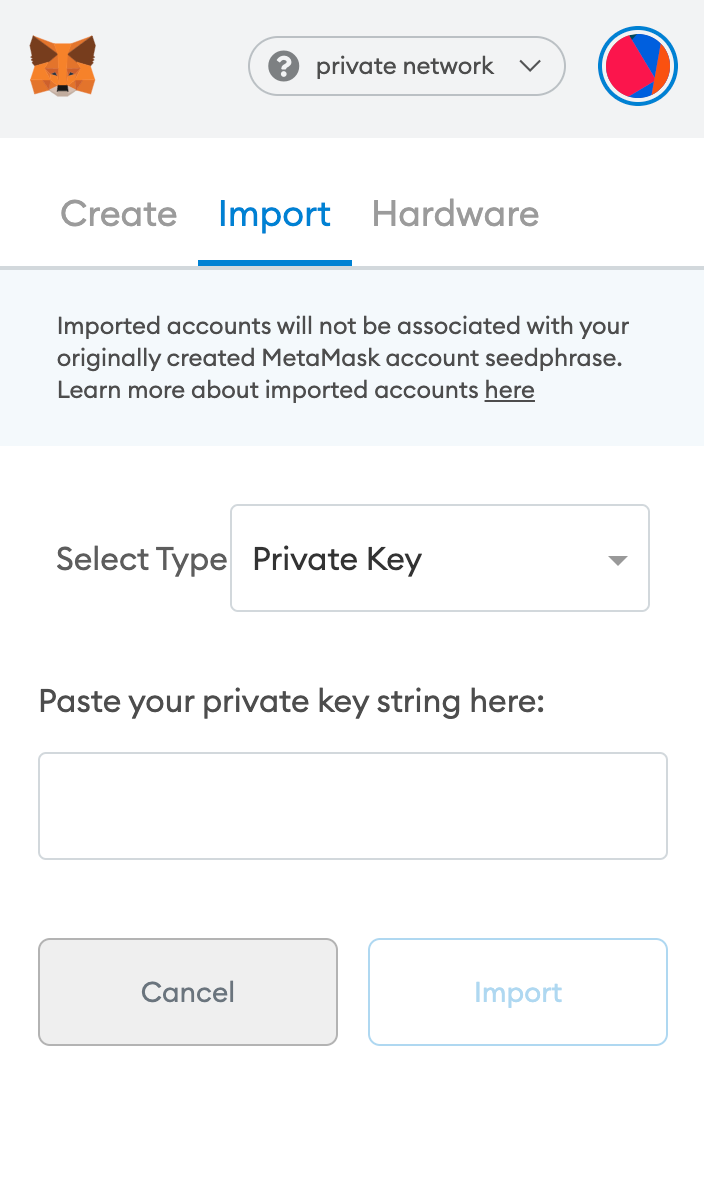 ? private network
Create Import Hardware
Imported accounts will not be associated with your
originally created MetaMask account seedphrase.
Learn more about imported accounts here
Select Type Private Key
Paste your private key string here:
Cancel Import